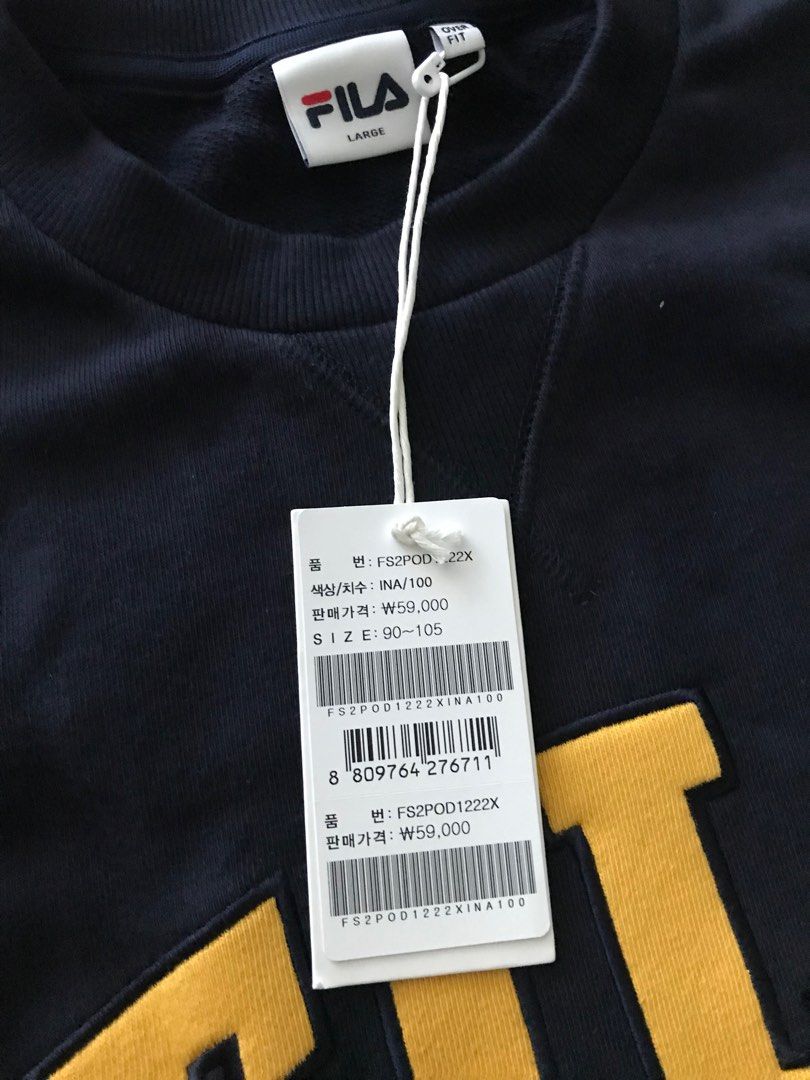 FILA
LARGE
OVER
FIT
품 번: FS2POD1222X
색상/치수: INA/100
판매가격: ₩59,000
SIZE: 90~105
FS2POD1222XINA100
8 809764 276711
품 번: FS2POD1222X
판매가격: ₩59,000
FS2POD1222XINA100